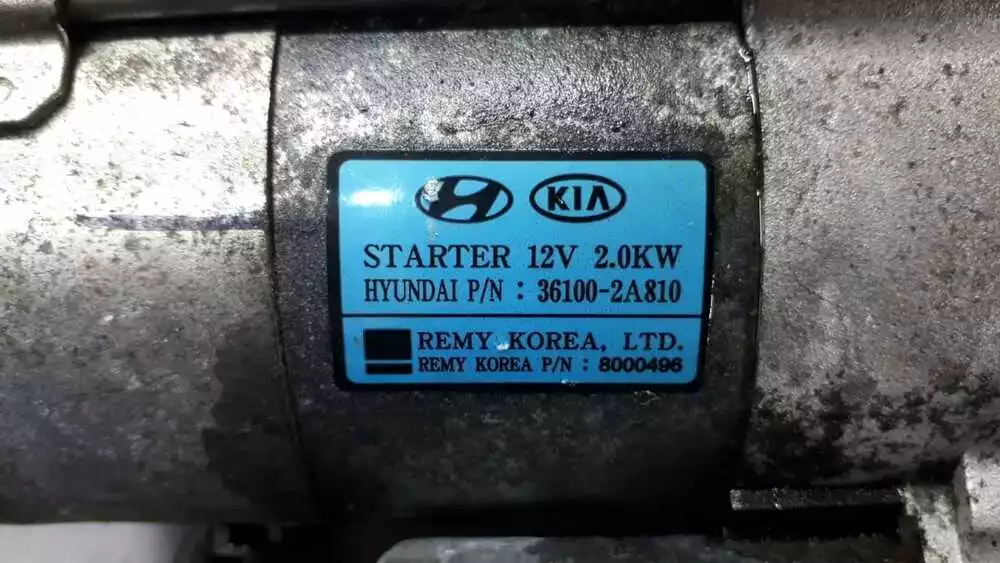 KIA
STARTER 12V 2.0KW
HYUNDAI P/N : 36100-2A810
REMY KOREA, LTD.
REMY KOREA P/N : 8000496